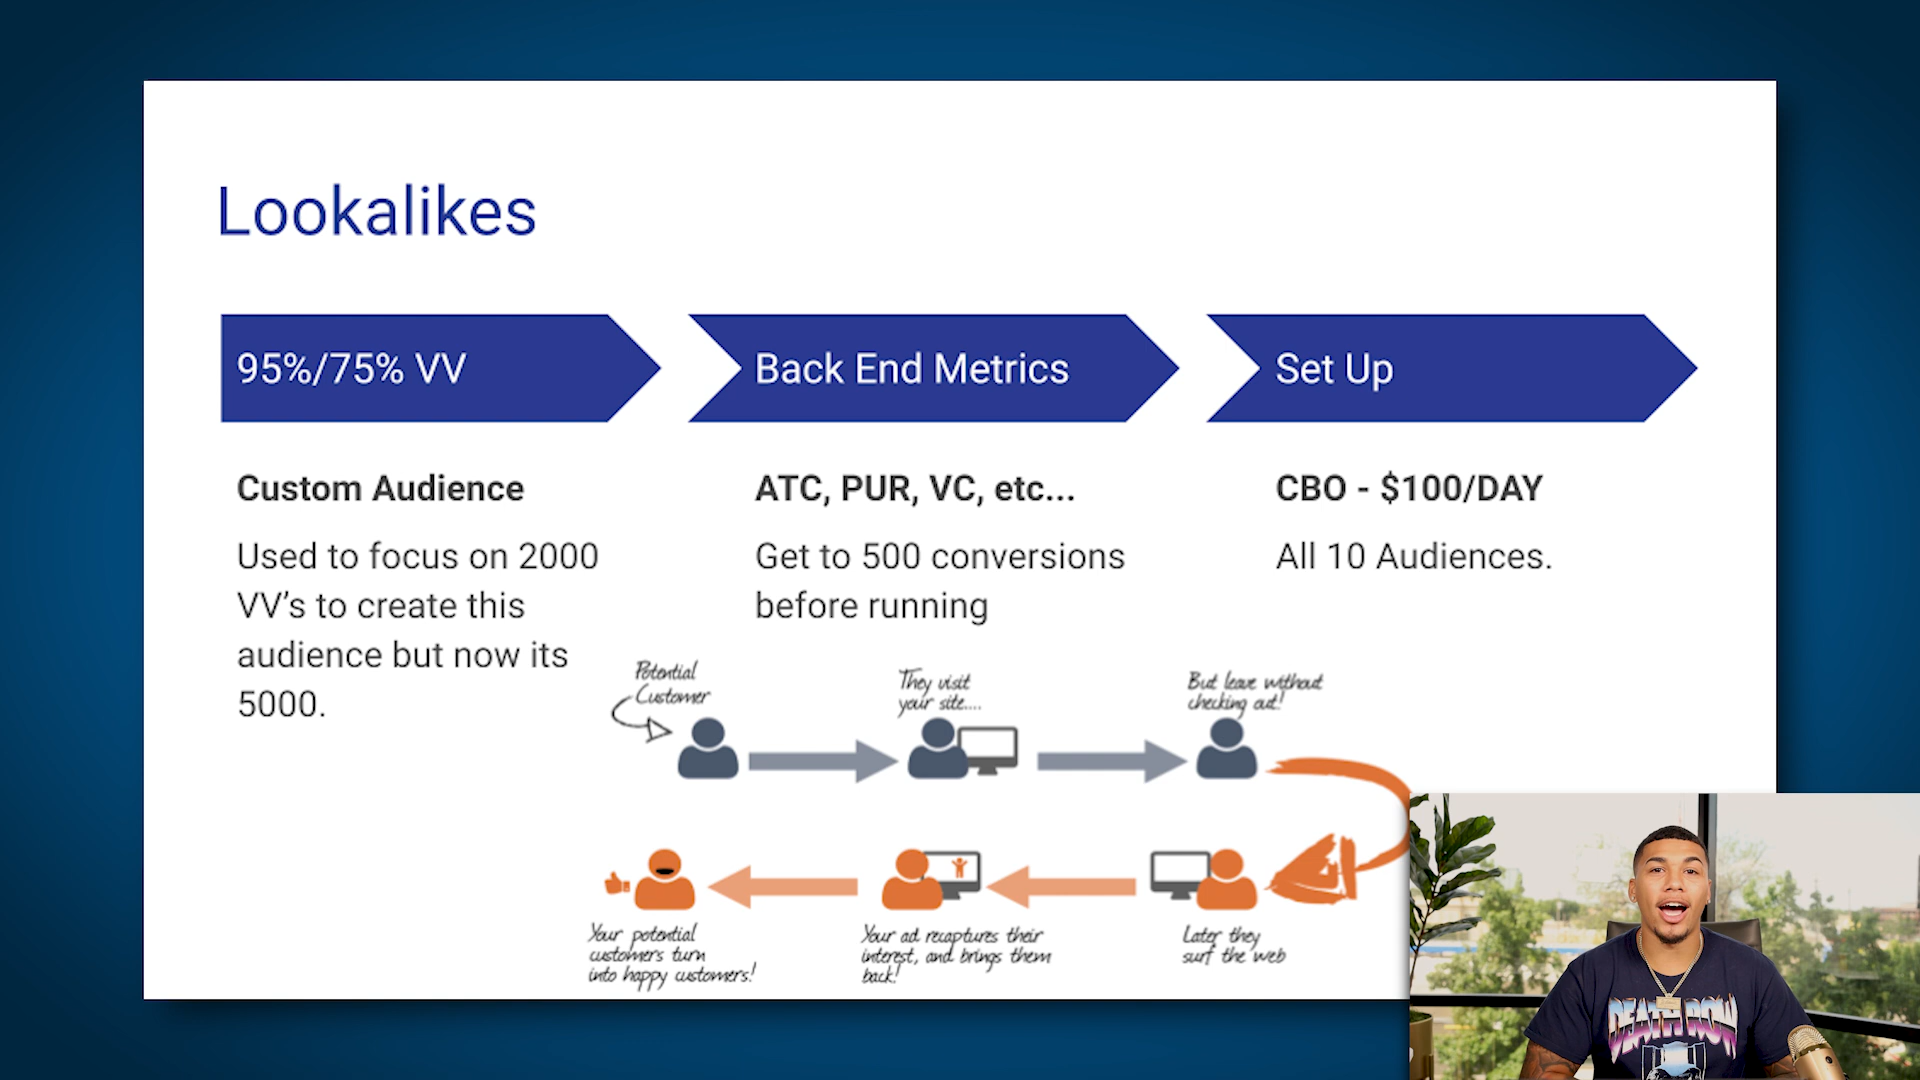 Lookalikes
95%/75% VV
Back End Metrics
Set Up
Custom Audience
Used to focus on 2000
VV's to create this
audience but now its
5000.
ATC, PUR, VC, etc...
Get to 500 conversions
before running
CBO - $100/DAY
All 10 Audiences.
Potential
Customer
They visit
your site....
But leave without
checking out!
Later they
surf the web
Your ad recaptures their
interest, and brings them
back!
Your potential
customers turn
into happy customers!
DEATH ROW